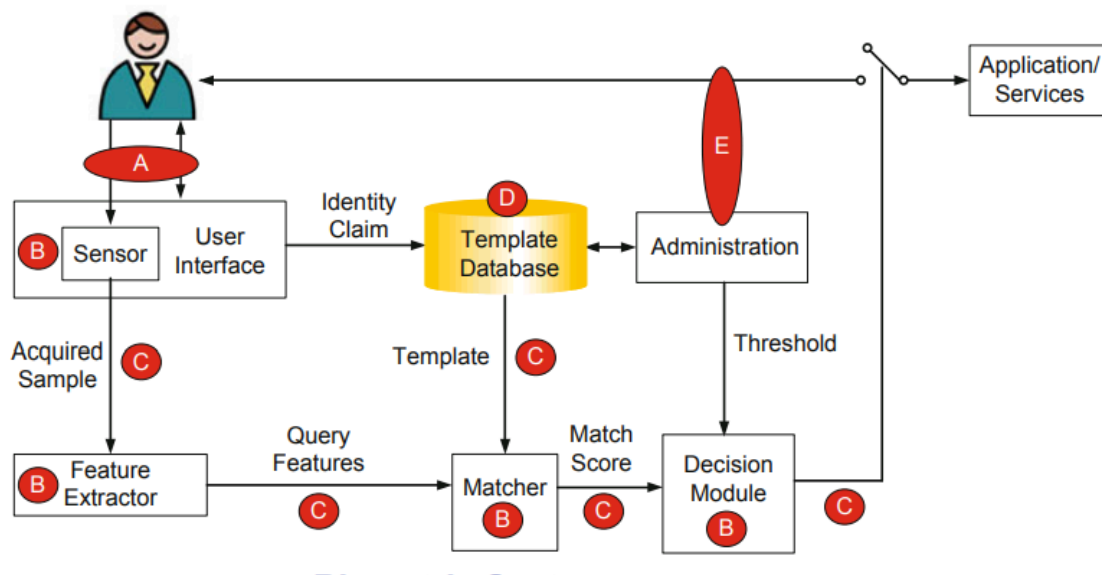 Application/
Services
A
E
D
Identity
Claim
B
Sensor
User
Interface
Template
Database
Administration
Acquired
Sample
C
Template
C
Threshold
B
Feature
Extractor
Query
Features
C
Matcher
B
Match
Score
C
Decision
Module
B
C